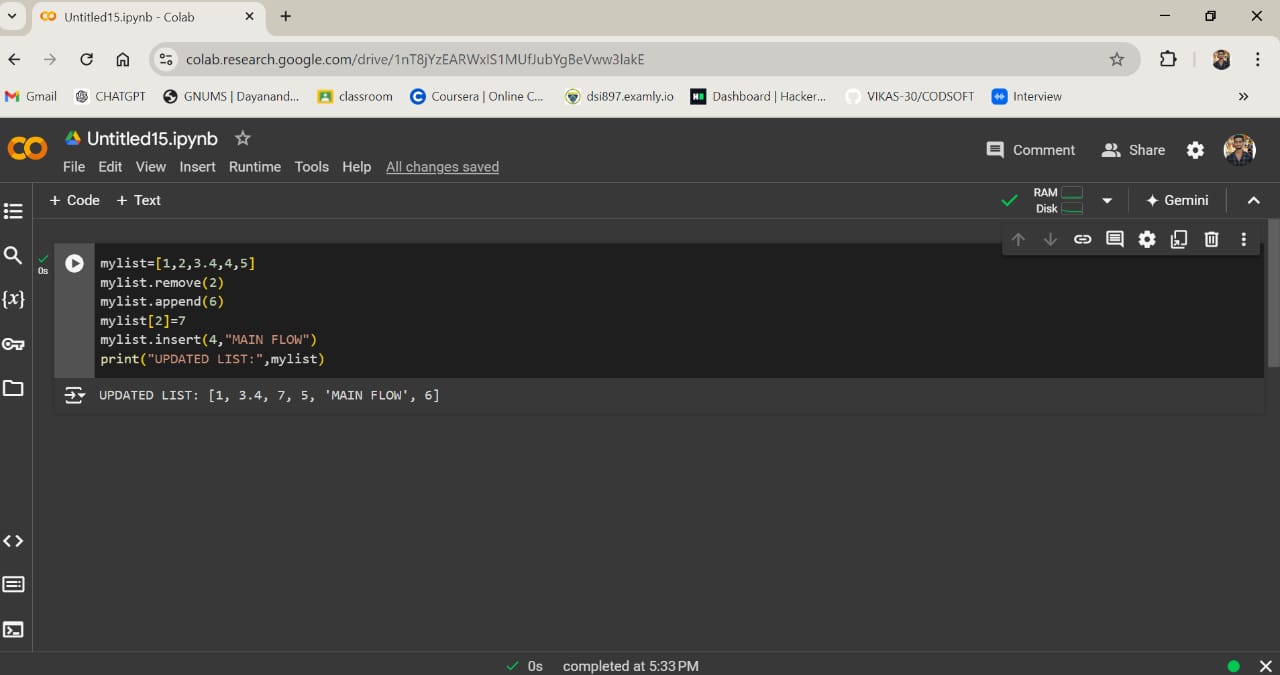 Untitled15.ipynb - Colab
colab.research.google.com/drive/1nT8jYzEARWxlS1MUfJubYgBeVww3IakE
Gmail CHATGPT GNUMS | Dayanand... classroom Coursera | Online C... dsi897.examly.io Dashboard | Hacker... VIKAS-30/CODSOFT Interview »
Untitled15.ipynb
Comment Share
File Edit View Insert Runtime Tools Help All changes saved
+ Code + Text
RAM
Disk
Gemini
{x}
0s
mylist=[1,2,3.4,4,5]
mylist.remove(2)
mylist.append(6)
mylist[2]=7
mylist.insert(4,"MAIN FLOW")
print("UPDATED LIST:",mylist)
UPDATED LIST: [1, 3.4, 7, 5, 'MAIN FLOW', 6]
0s completed at 5:33 PM